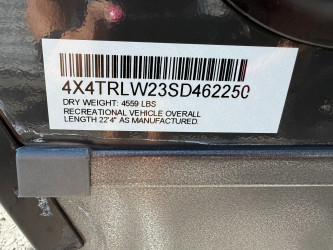 4X4TRLW23SD462250
DRY WEIGHT: 4559 LBS
RECREATIONAL VEHICLE OVERALL
LENGTH 22'4" AS MANUFACTURED.